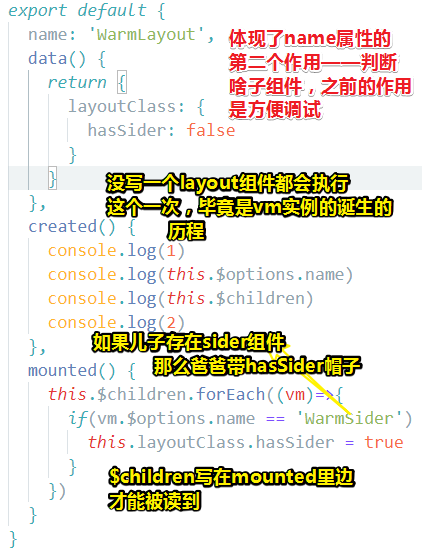 export default {
name: 'WarmLayout',
体现了name属性的
第二个作用——判断
啥子组件，之前的作用
是方便调试
data() {
return {
layoutClass: {
hasSider: false
}
}
},
没写一个layout组件都会执行
这个一次，毕竟是vm实例的诞生的
历程
created() {
console.log(1)
console.log(this.$options.name)
console.log(this.$children)
console.log(2)
},
如果儿子存在sider组件
那么爸爸带hasSider帽子
mounted() {
this.$children.forEach((vm)=>{
if(vm.$options.name == 'WarmSider')
this.layoutClass.hasSider = true
}
})
}
}
$children写在mounted里边
才能被读到